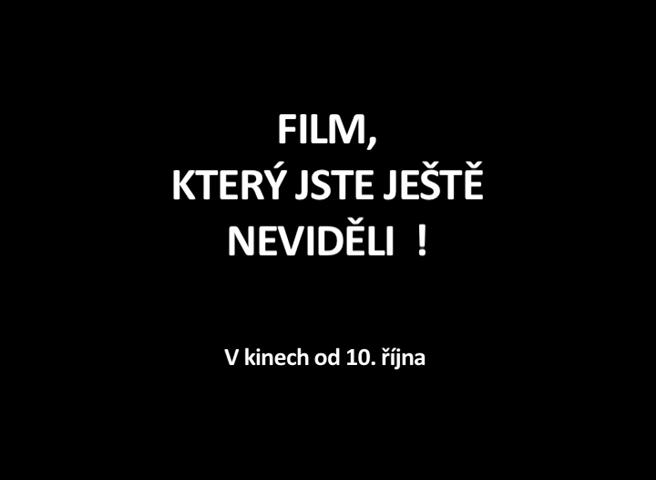 FILM,
KTERÝ JSTE JEŠTĚ
NEVIDĚLI !
V kinech od 10. října